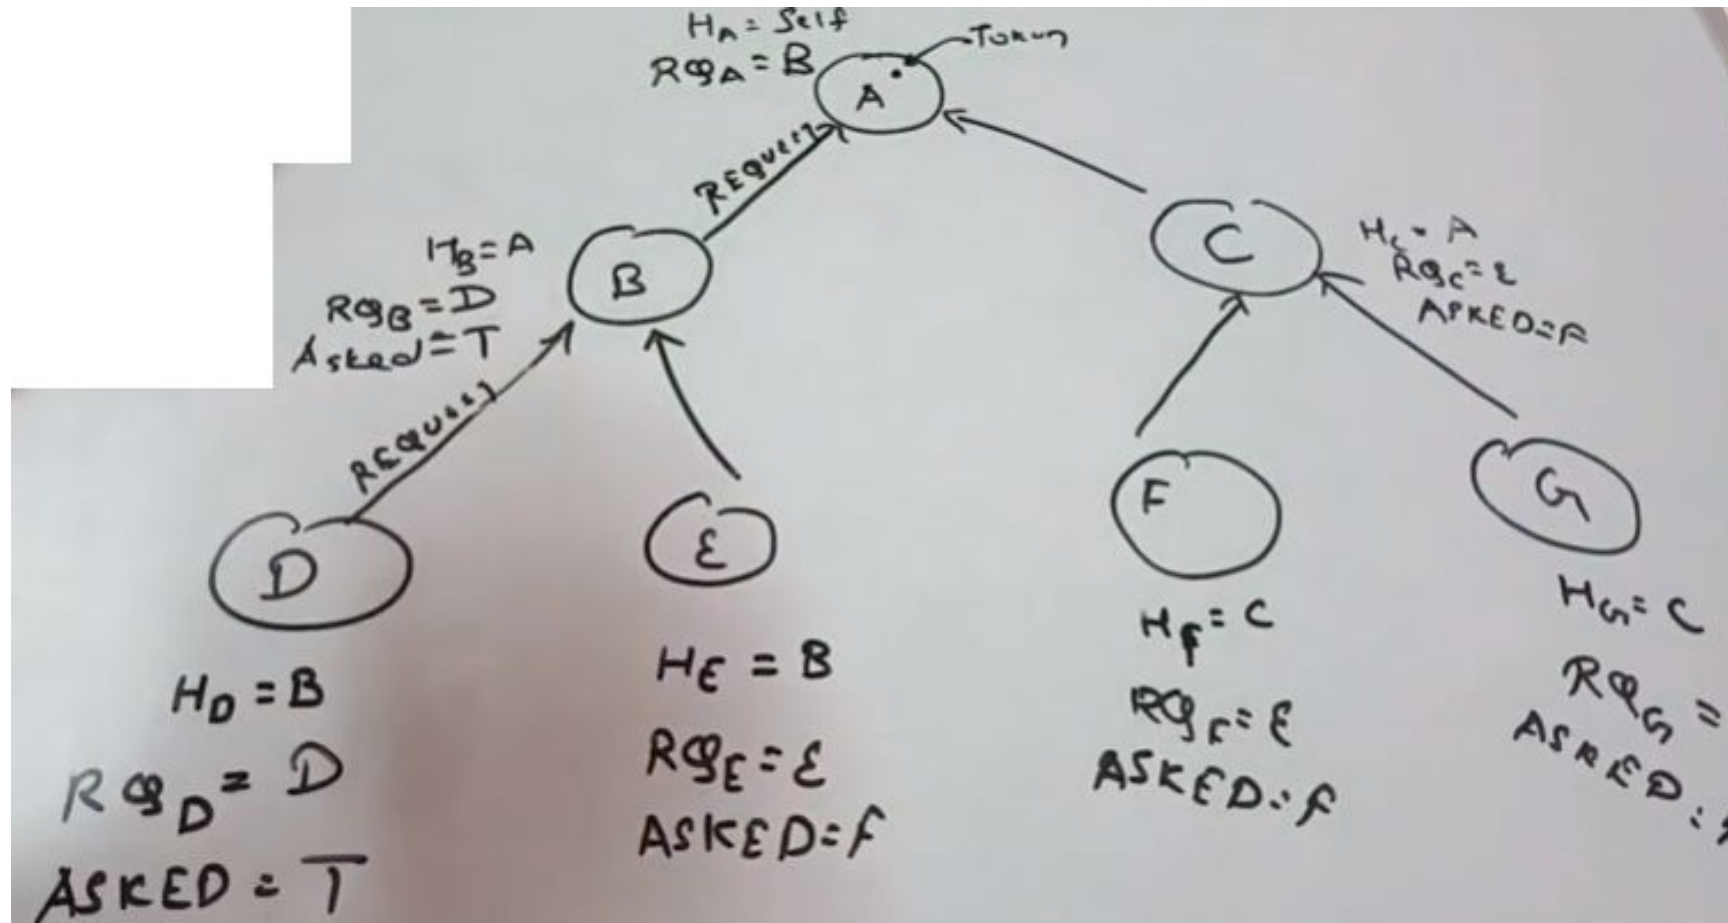 H_A = Self
RQ_A = B
Token
A
REQUEST
C
H_B = A
RQ_B = D
Asked = T
B
H_C = A
RQ_C = ε
ASKED = F
REQUEST
D
E
F
G
H_D = B
RQ_D = D
ASKED = T
H_E = B
RQ_E = ε
ASKED = F
H_F = C
RQ_F = ε
ASKED = F
H_G = C
RQ_G =
ASKED =